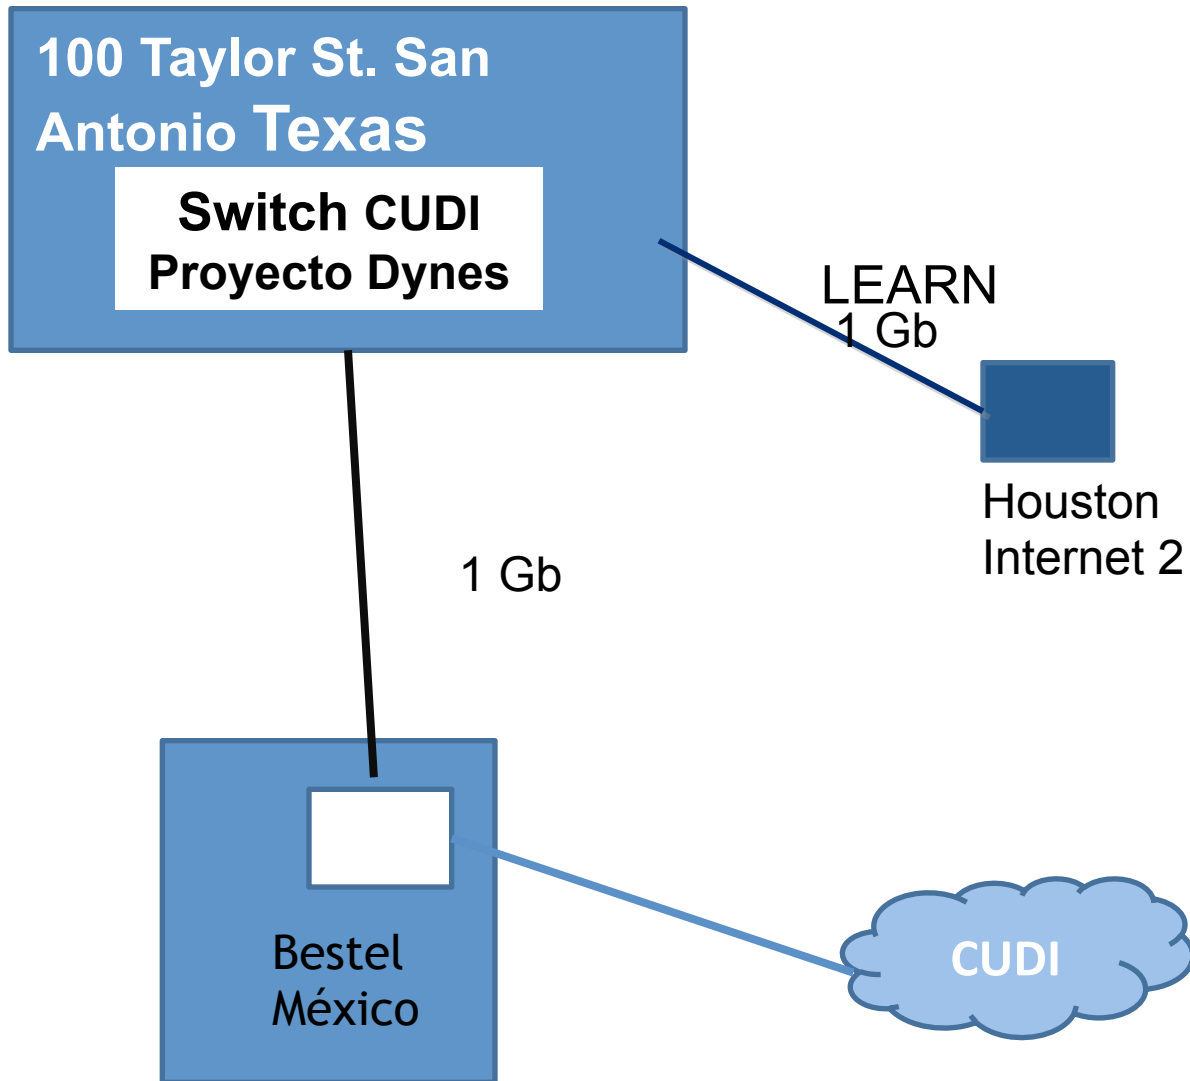 100 Taylor St. San
Antonio Texas
Switch CUDI
Proyecto Dynes
LEARN
1 Gb
Houston
Internet 2
1 Gb
Bestel
México
CUDI